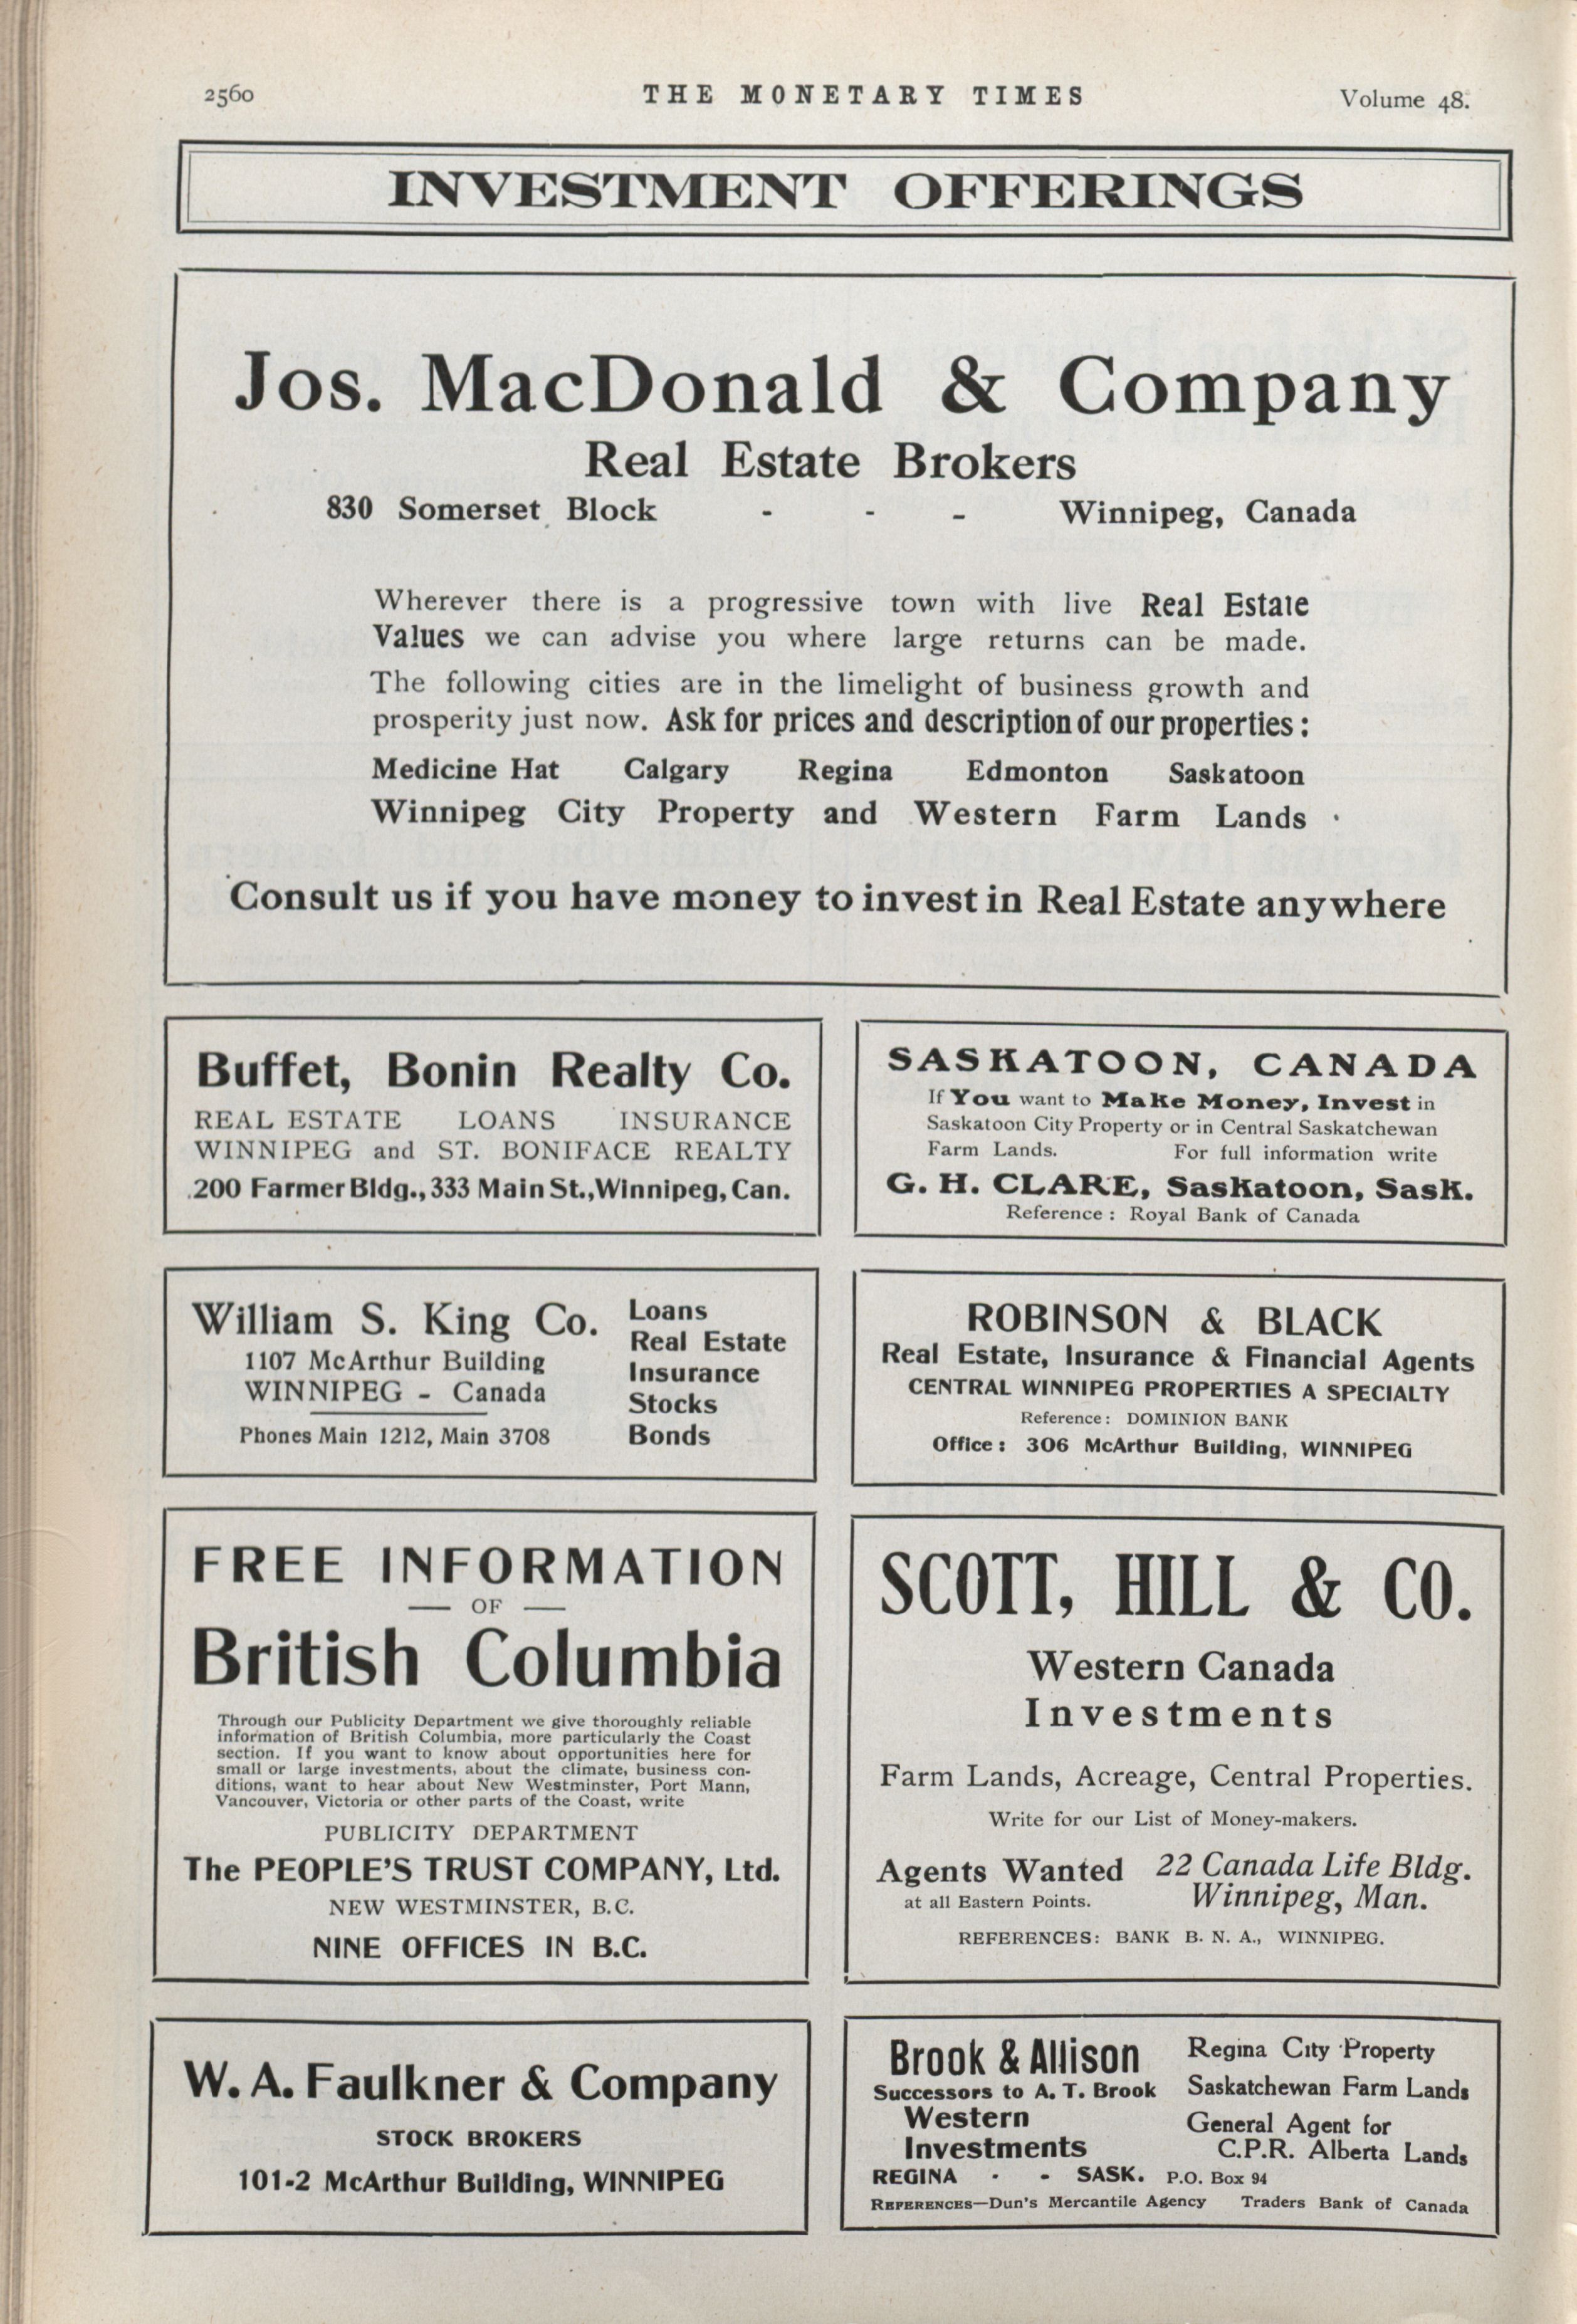 2560
THE MONETARY TIMES
Volume 48.
INVESTMENT OFFERINGS
Jos. MacDonald & Company
Real Estate Brokers
830 Somerset Block - - - Winnipeg, Canada
Wherever there is a progressive town with live Real Estate
Values we can advise you where large returns can be made.
The following cities are in the limelight of business growth and
prosperity just now. Ask for prices and description of our properties:
Medicine Hat Calgary Regina Edmonton Saskatoon
Winnipeg City Property and Western Farm Lands
Consult us if you have money to invest in Real Estate anywhere
Buffet, Bonin Realty Co.
REAL ESTATE LOANS INSURANCE
WINNIPEG and ST. BONIFACE REALTY
200 Farmer Bldg., 333 Main St., Winnipeg, Can.
SASKATOON, CANADA
If You want to Make Money, Invest in
Saskatoon City Property or in Central Saskatchewan
Farm Lands. For full information write
G. H. CLARE, Saskatoon, Sask.
Reference: Royal Bank of Canada
William S. King Co.
1107 McArthur Building
WINNIPEG - Canada
Phones Main 1212, Main 3708
Loans
Real Estate
Insurance
Stocks
Bonds
ROBINSON & BLACK
Real Estate, Insurance & Financial Agents
CENTRAL WINNIPEG PROPERTIES A SPECIALTY
Reference: DOMINION BANK
Office: 306 McArthur Building, WINNIPEG
FREE INFORMATION
— OF —
British Columbia
Through our Publicity Department we give thoroughly reliable
information of British Columbia, more particularly the Coast
section. If you want to know about opportunities here for
small or large investments, about the climate, business con-
ditions, want to hear about New Westminster, Port Mann,
Vancouver, Victoria or other parts of the Coast, write
PUBLICITY DEPARTMENT
The PEOPLE'S TRUST COMPANY, Ltd.
NEW WESTMINSTER, B.C.
NINE OFFICES IN B.C.
SCOTT, HILL & CO.
Western Canada
Investments
Farm Lands, Acreage, Central Properties.
Write for our List of Money-makers.
Agents Wanted
at all Eastern Points.
22 Canada Life Bldg.
Winnipeg, Man.
REFERENCES: BANK B. N. A., WINNIPEG.
W. A. Faulkner & Company
STOCK BROKERS
101-2 McArthur Building, WINNIPEG
Brook & Allison
Successors to A. T. Brook
Western
Investments
Regina City Property
Saskatchewan Farm Lands
General Agent for
C.P.R. Alberta Lands
REGINA - - SASK. P.O. Box 94
REFERENCES—Dun's Mercantile Agency Traders Bank of Canada